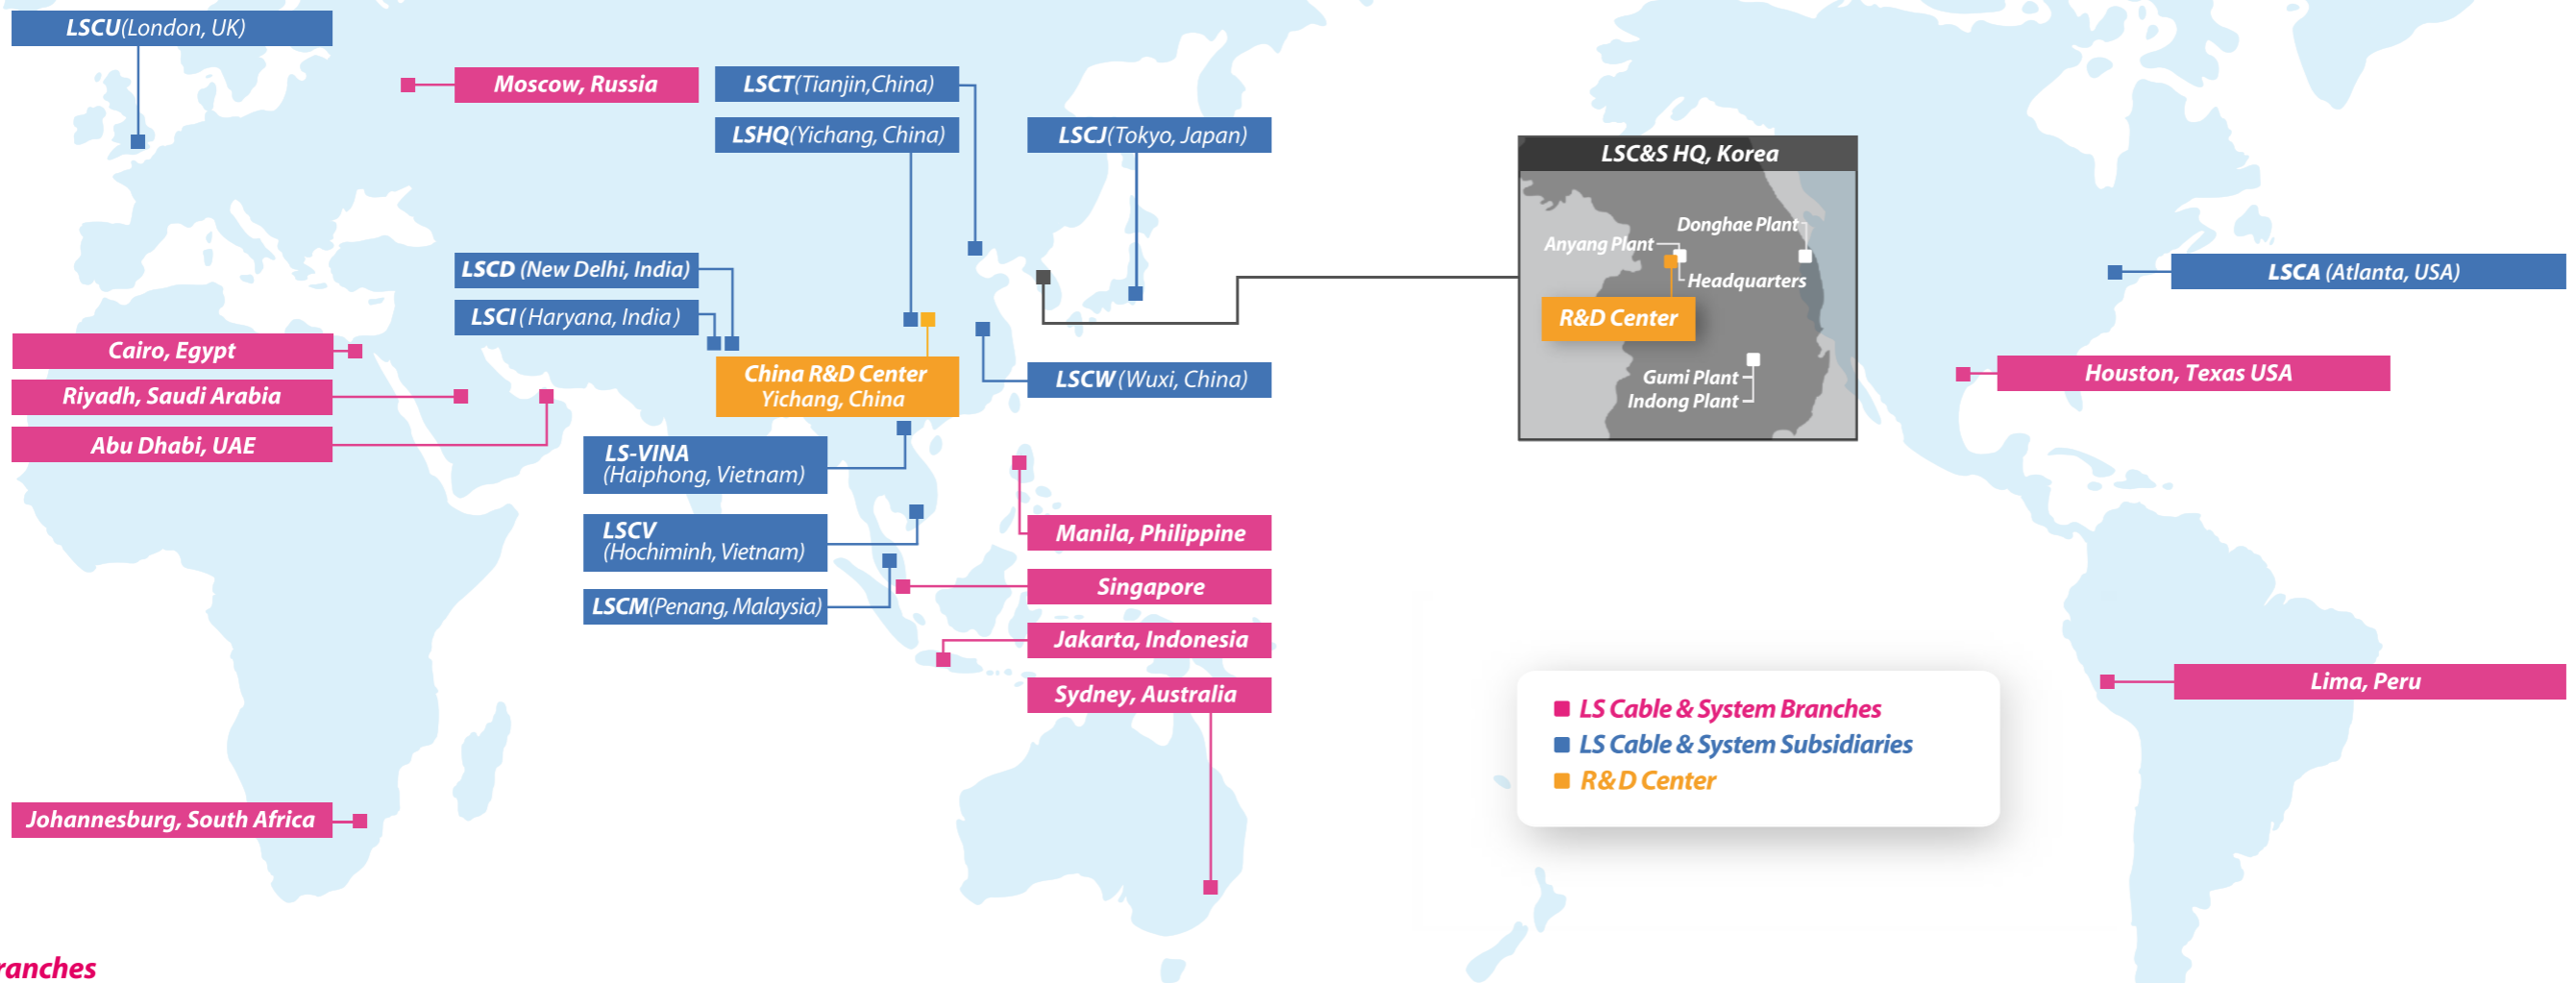 LSCU(London, UK)
Moscow, Russia
LSCT(Tianjin,China)
LSHQ(Yichang, China)
LSCJ(Tokyo, Japan)
LSC&S HQ, Korea
Donghae Plant
Anyang Plant
Headquarters
R&D Center
Gumi Plant
Indong Plant
LSCD (New Delhi, India)
LSCI (Haryana, India)
LSCA (Atlanta, USA)
Cairo, Egypt
Riyadh, Saudi Arabia
Abu Dhabi, UAE
China R&D Center
Yichang, China
LSCW (Wuxi, China)
Houston, Texas USA
LS-VINA
(Haiphong, Vietnam)
LSCV
(Hochiminh, Vietnam)
LSCM(Penang, Malaysia)
Manila, Philippine
Singapore
Jakarta, Indonesia
Sydney, Australia
Lima, Peru
LS Cable & System Branches
LS Cable & System Subsidiaries
R&D Center
Johannesburg, South Africa
ranches